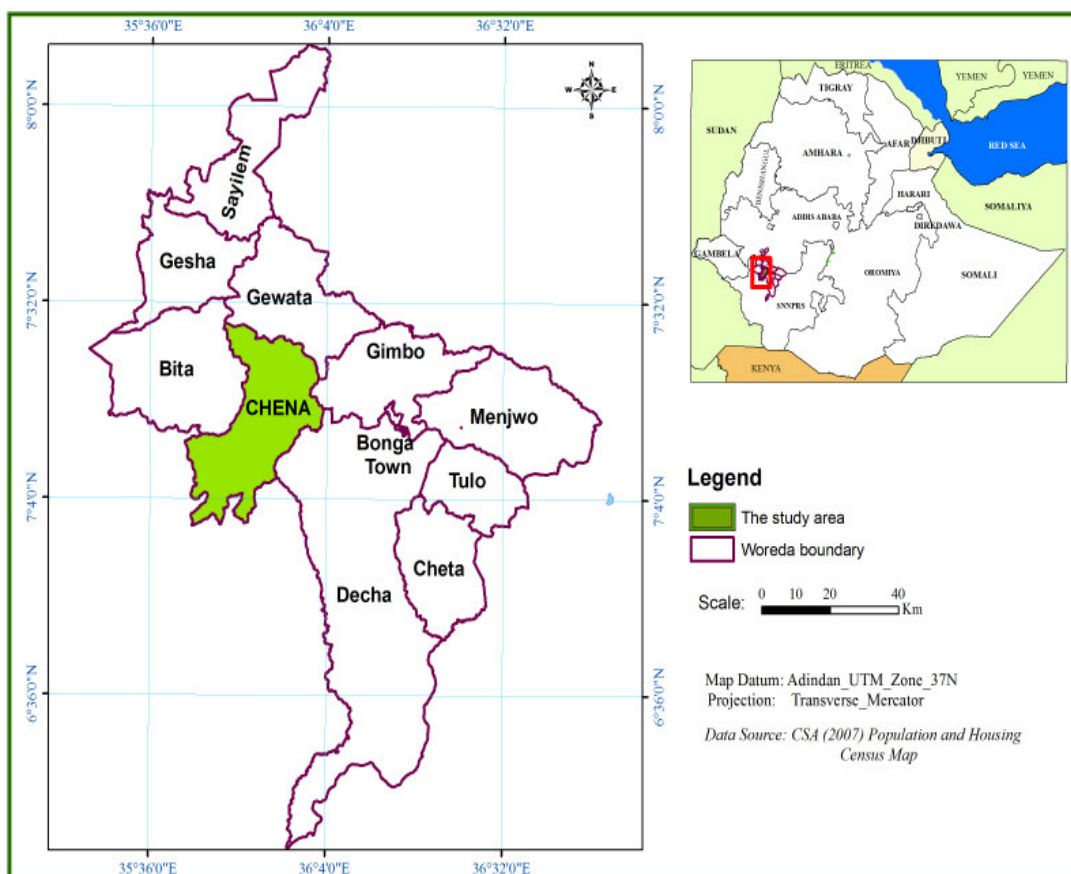 35°36'0"E 36°4'0"E 36°32'0"E
8°0'0"N
8°0'0"N
7°32'0"N
7°32'0"N
7°4'0"N
7°4'0"N
6°36'0"N
6°36'0"N
35°36'0"E 36°4'0"E 36°32'0"E
N
W E
S
Sayilem
Gesha
Gewata
Bita
Gimbo
CHENA
Menjwo
Bonga
Town
Tulo
Cheta
Decha
ERITREA
YEMEN
YEMEN
TIGRAY
SUDAN
AMHARA
AFAR
DJIBUTI
RED SEA
HARARI
SOMALIYA
ADDIS ABABA
DIREDAWA
GAMBELA
OROMIYA
SOMALI
SNNPRS
KENYA
Legend
The study area
Woreda boundary
Scale:
0 10 20 40
Km
Map Datum: Adindan_UTM_Zone_37N
Projection: Transverse_Mercator
Data Source: CSA (2007) Population and Housing
Census Map